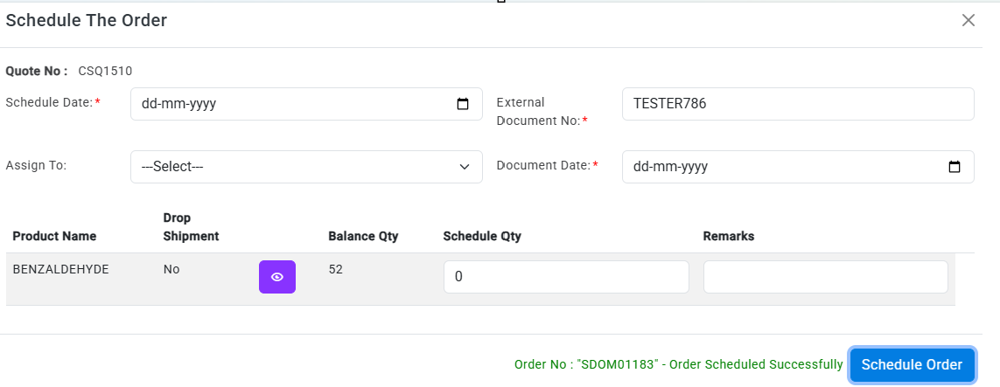 Schedule The Order
Quote No : CSQ1510
Schedule Date:* dd-mm-yyyy External
Document No:* TESTER786
Assign To: ---Select--- Document Date:* dd-mm-yyyy
Drop
Product Name Shipment Balance Qty Schedule Qty Remarks
BENZALDEHYDE No 52 0
Order No : "SDOM01183" - Order Scheduled Successfully Schedule Order